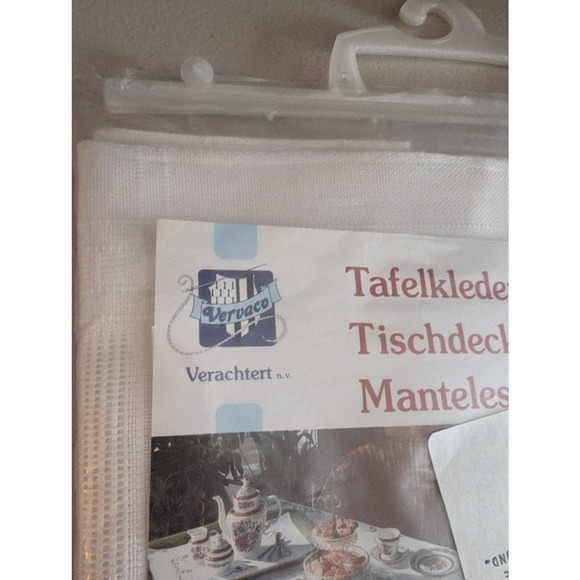 Vervaco
Verachtert n.v.
Tafelklede
Tischdeck
Manteles